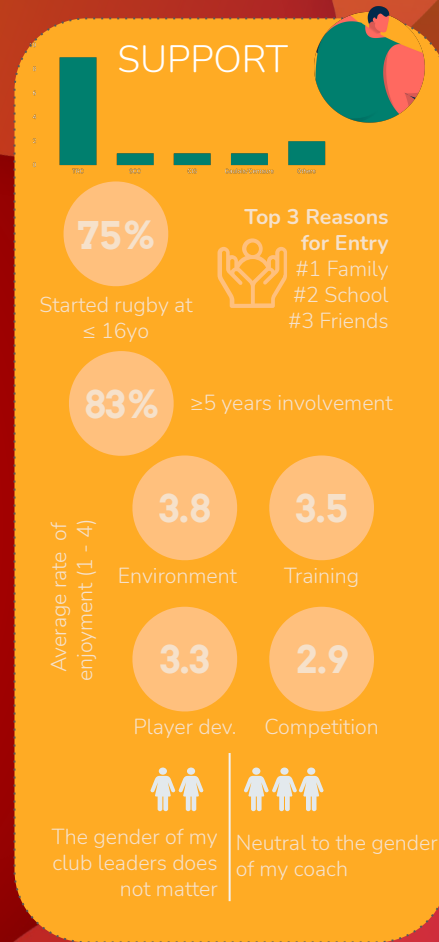 SUPPORT
75%
Started rugby at
≤ 16yo
Top 3 Reasons
for Entry
#1 Family
#2 School
#3 Friends
83%
≥5 years involvement
Average rate of
enjoyment (1 - 4)
3.8
Environment
3.5
Training
3.3
Player dev.
2.9
Competition
The gender of my
club leaders does
not matter
Neutral to the gender
of my coach